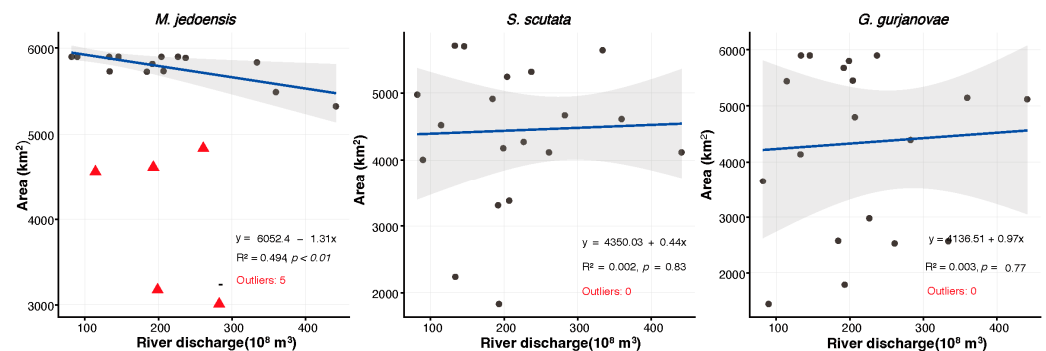 M. jedoensis
6000
5000
4000
3000
Area (km²)
y = 6052.4 − 1.31x
R² = 0.494 p < 0.01
Outliers: 5
100 200 300 400
River discharge(10⁸ m³)
S. scutata
5000
4000
3000
2000
Area (km²)
y = 4350.03 + 0.44x
R² = 0.002, p = 0.83
Outliers: 0
100 200 300 400
River discharge(10⁸ m³)
G. gurjanovae
6000
5000
4000
3000
2000
Area (km²)
y = 4136.51 + 0.97x
R² = 0.003, p = 0.77
Outliers: 0
100 200 300 400
River discharge(10⁸ m³)